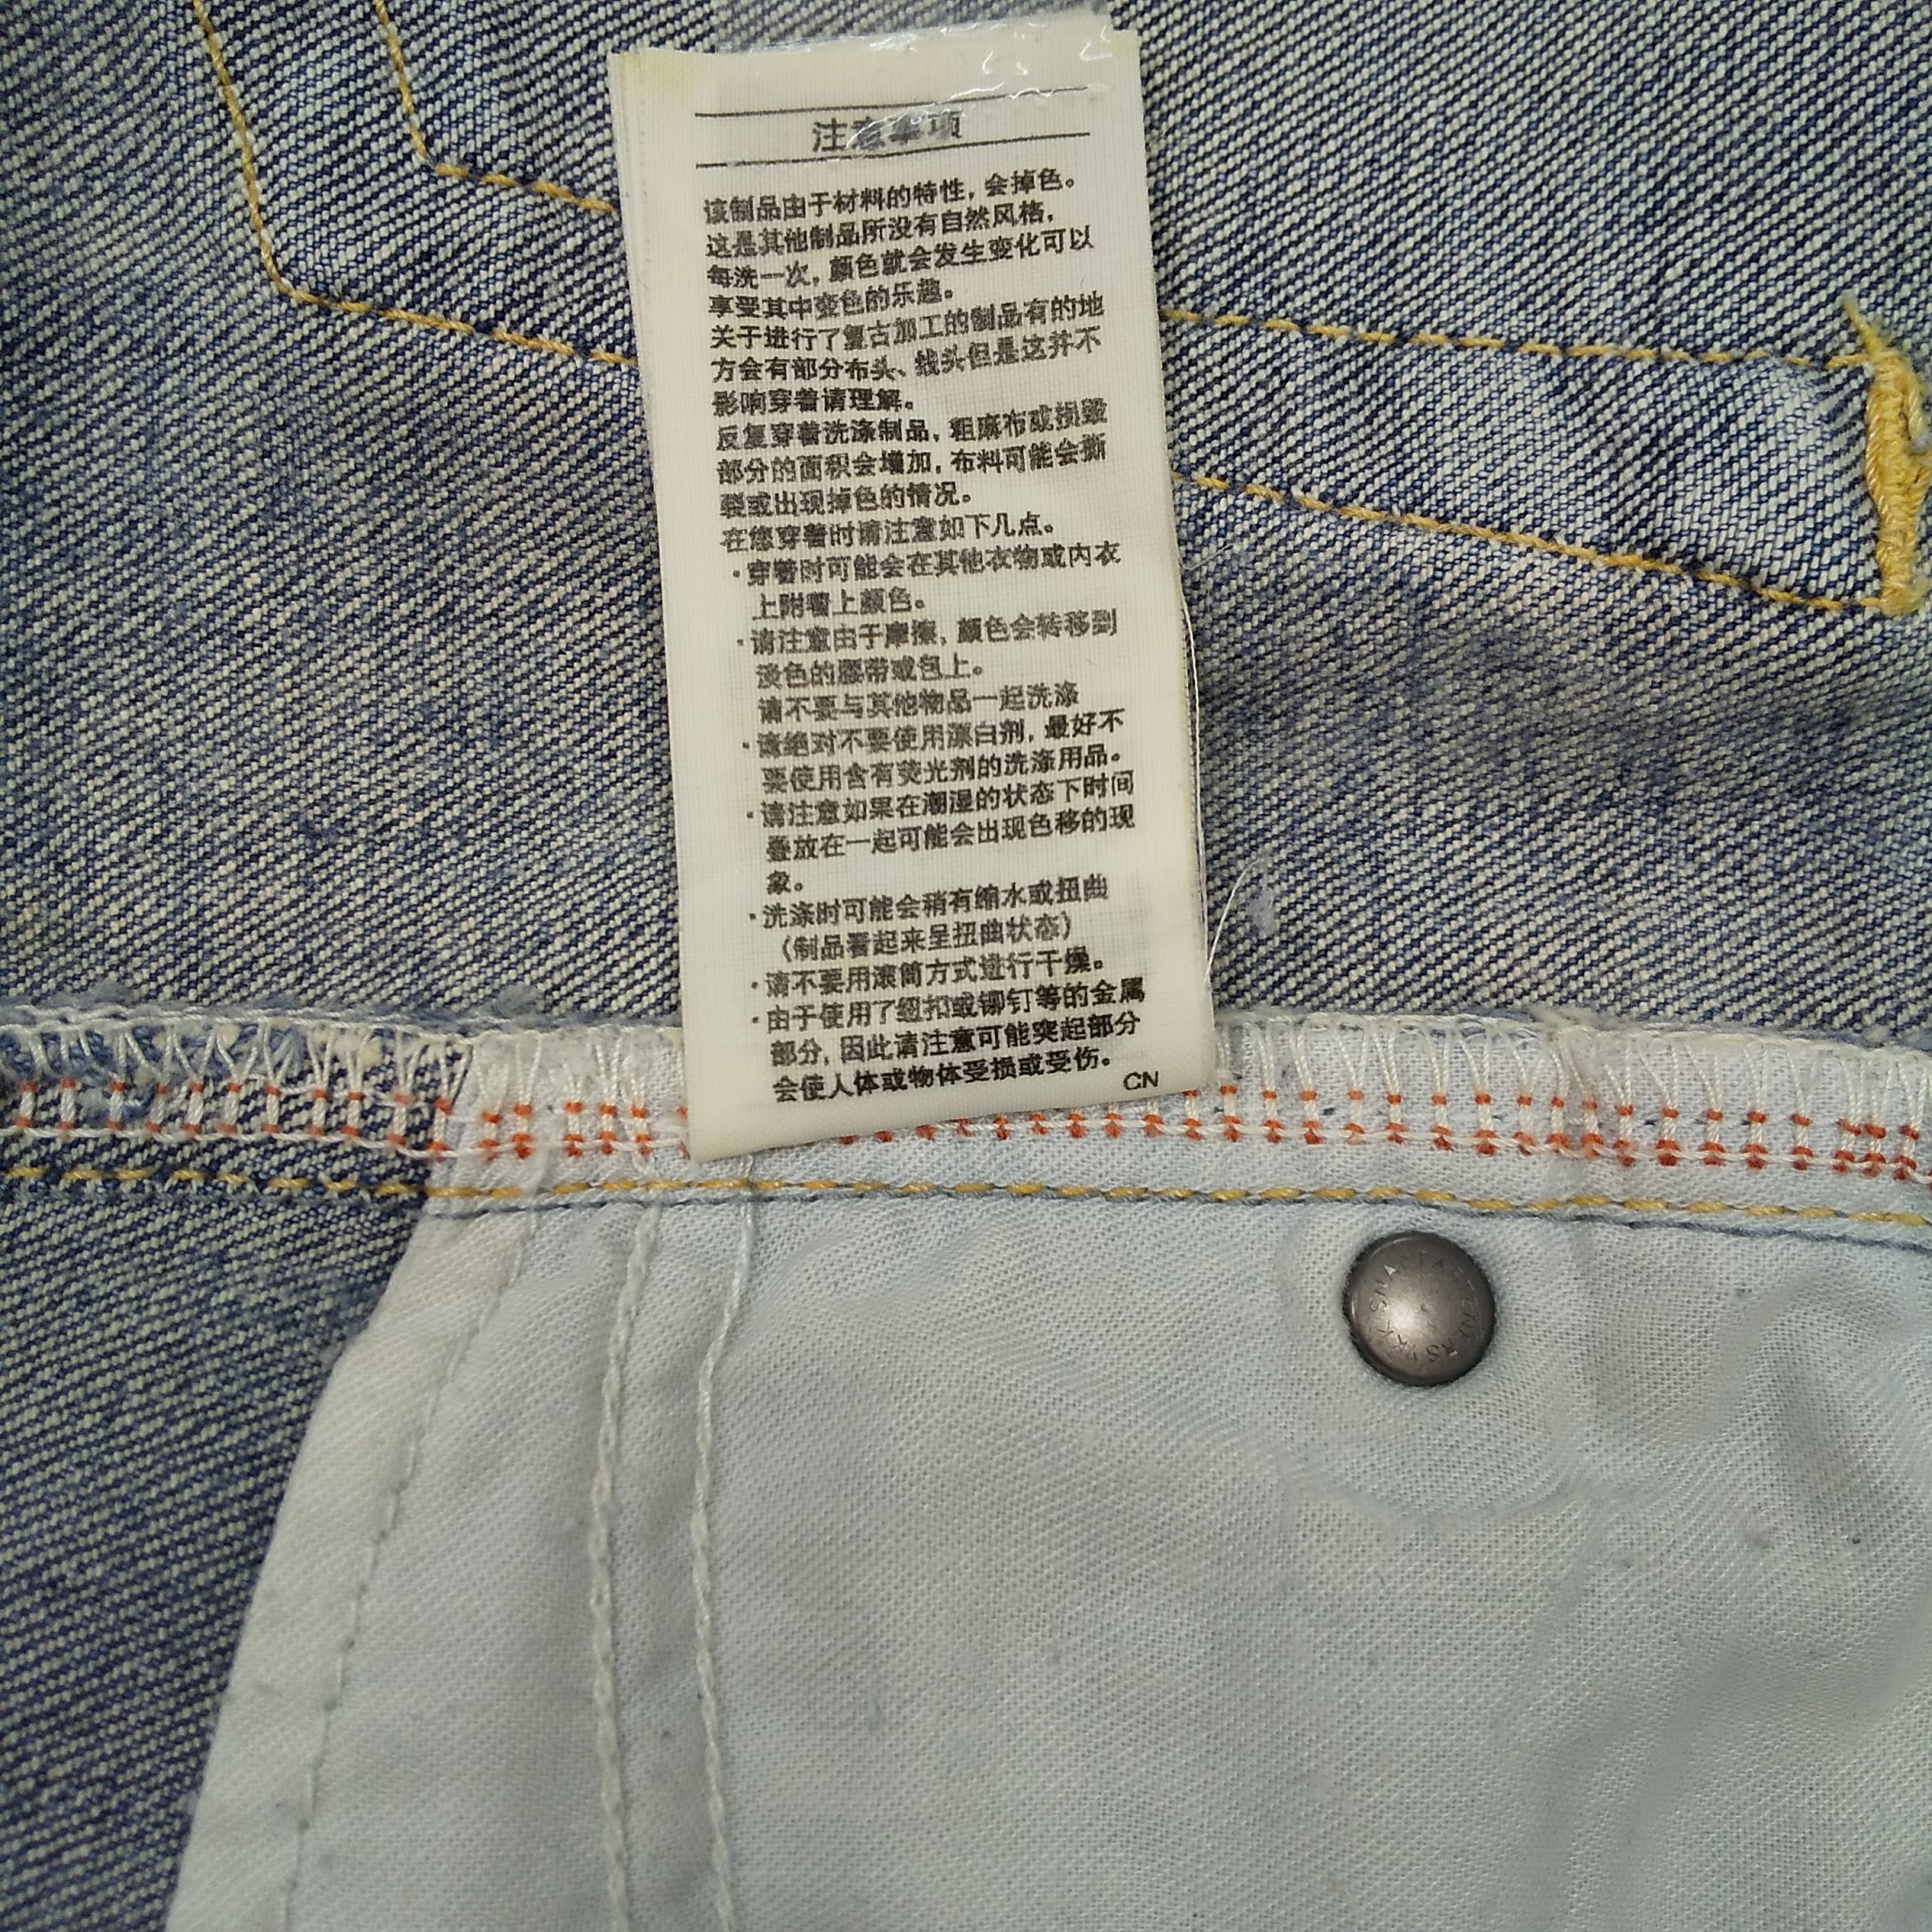 注意事项
该制品由于材料的特性, 会掉色。
这是其他制品所没有自然风格,
每洗一次, 颜色就会发生变化可以
享受其中变色的乐趣。
关于进行了复古加工的制品有的地
方会有部分布头、线头但是这并不
影响穿着请理解。
反复穿着洗涤制品, 粗麻布或损毁
部分的面积会增加, 布料可能会撕
裂或出现掉色的情况。
在您穿着时请注意如下几点。
·穿着时可能会在其他衣物或内衣
上附着上颜色。
·请注意由于摩擦, 颜色会转移到
淡色的腰带或包上。
请不要与其他物品一起洗涤
·请绝对不要使用漂白剂, 最好不
要使用含有荧光剂的洗涤用品。
·请注意如果在潮湿的状态下时间
叠放在一起可能会出现色移的现
象。
·洗涤时可能会稍有缩水或扭曲
(制品看起来呈扭曲状态)
·请不要用滚筒方式进行干燥。
·由于使用了纽扣或铆钉等的金属
部分, 因此请注意可能突起部分
会使人体或物体受损或受伤。
CN
YKK SNAP FASTENERS